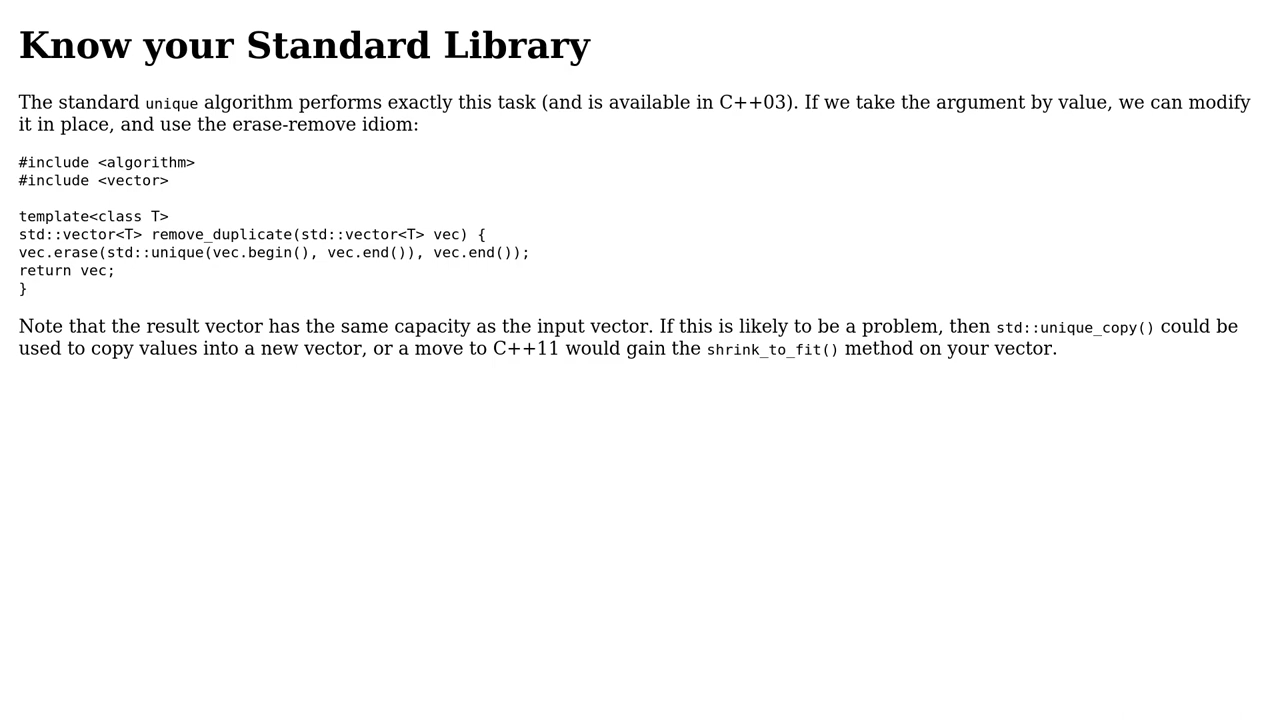 Know your Standard Library
The standard unique algorithm performs exactly this task (and is available in C++03). If we take the argument by value, we can modify
it in place, and use the erase-remove idiom:
#include <algorithm>
#include <vector>
template<class T>
std::vector<T> remove_duplicate(std::vector<T> vec) {
vec.erase(std::unique(vec.begin(), vec.end()), vec.end());
return vec;
}
Note that the result vector has the same capacity as the input vector. If this is likely to be a problem, then std::unique_copy() could be
used to copy values into a new vector, or a move to C++11 would gain the shrink_to_fit() method on your vector.